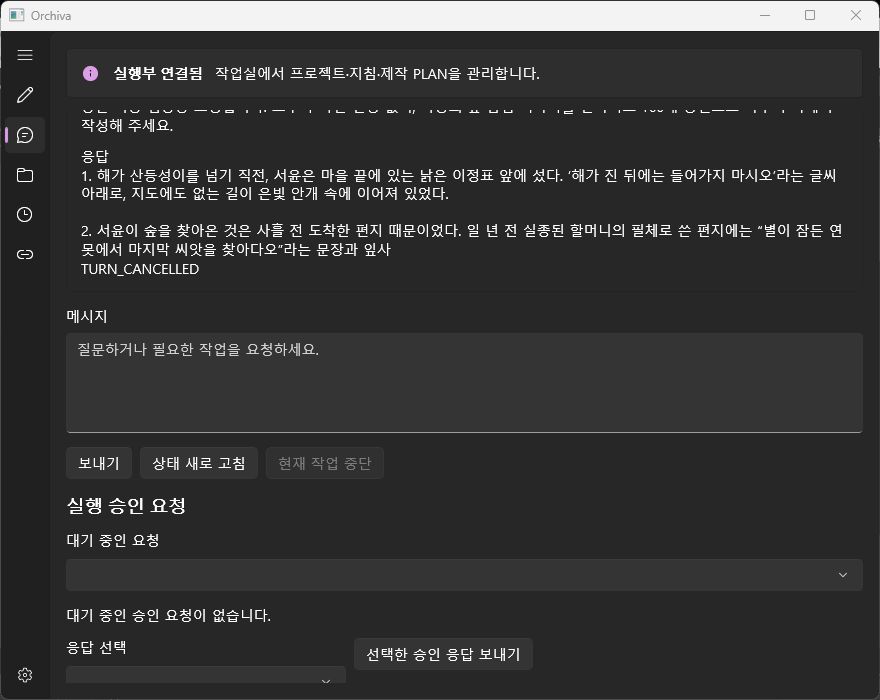 Orchiva
실행부 연결됨 작업실에서 프로젝트·지침·제작 PLAN을 관리합니다.
작성해 주세요.
응답
1. 해가 산등성이를 넘기 직전, 서윤은 마을 끝에 있는 낡은 이정표 앞에 섰다. ‘해가 진 뒤에는 들어가지 마시오’라는 글씨
아래로, 지도에도 없는 길이 은빛 안개 속에 이어져 있었다.
2. 서윤이 숲을 찾아온 것은 사흘 전 도착한 편지 때문이었다. 일 년 전 실종된 할머니의 필체로 쓴 편지에는 “별이 잠든 연
못에서 마지막 씨앗을 찾아다오”라는 문장과 잎사
TURN_CANCELLED
메시지
질문하거나 필요한 작업을 요청하세요.
보내기 상태 새로 고침 현재 작업 중단
실행 승인 요청
대기 중인 요청
대기 중인 승인 요청이 없습니다.
응답 선택
선택한 승인 응답 보내기